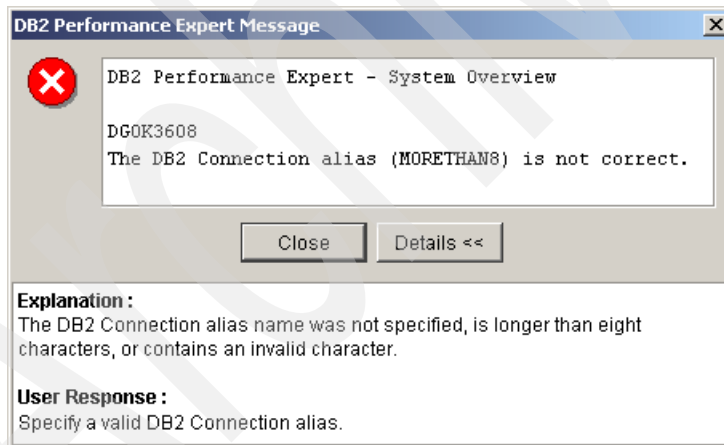 DB2 Performance Expert Message
DB2 Performance Expert - System Overview
DGOK3608
The DB2 Connection alias (MORETHAN8) is not correct.
Close
Details <<
Explanation :
The DB2 Connection alias name was not specified, is longer than eight
characters, or contains an invalid character.
User Response :
Specify a valid DB2 Connection alias.